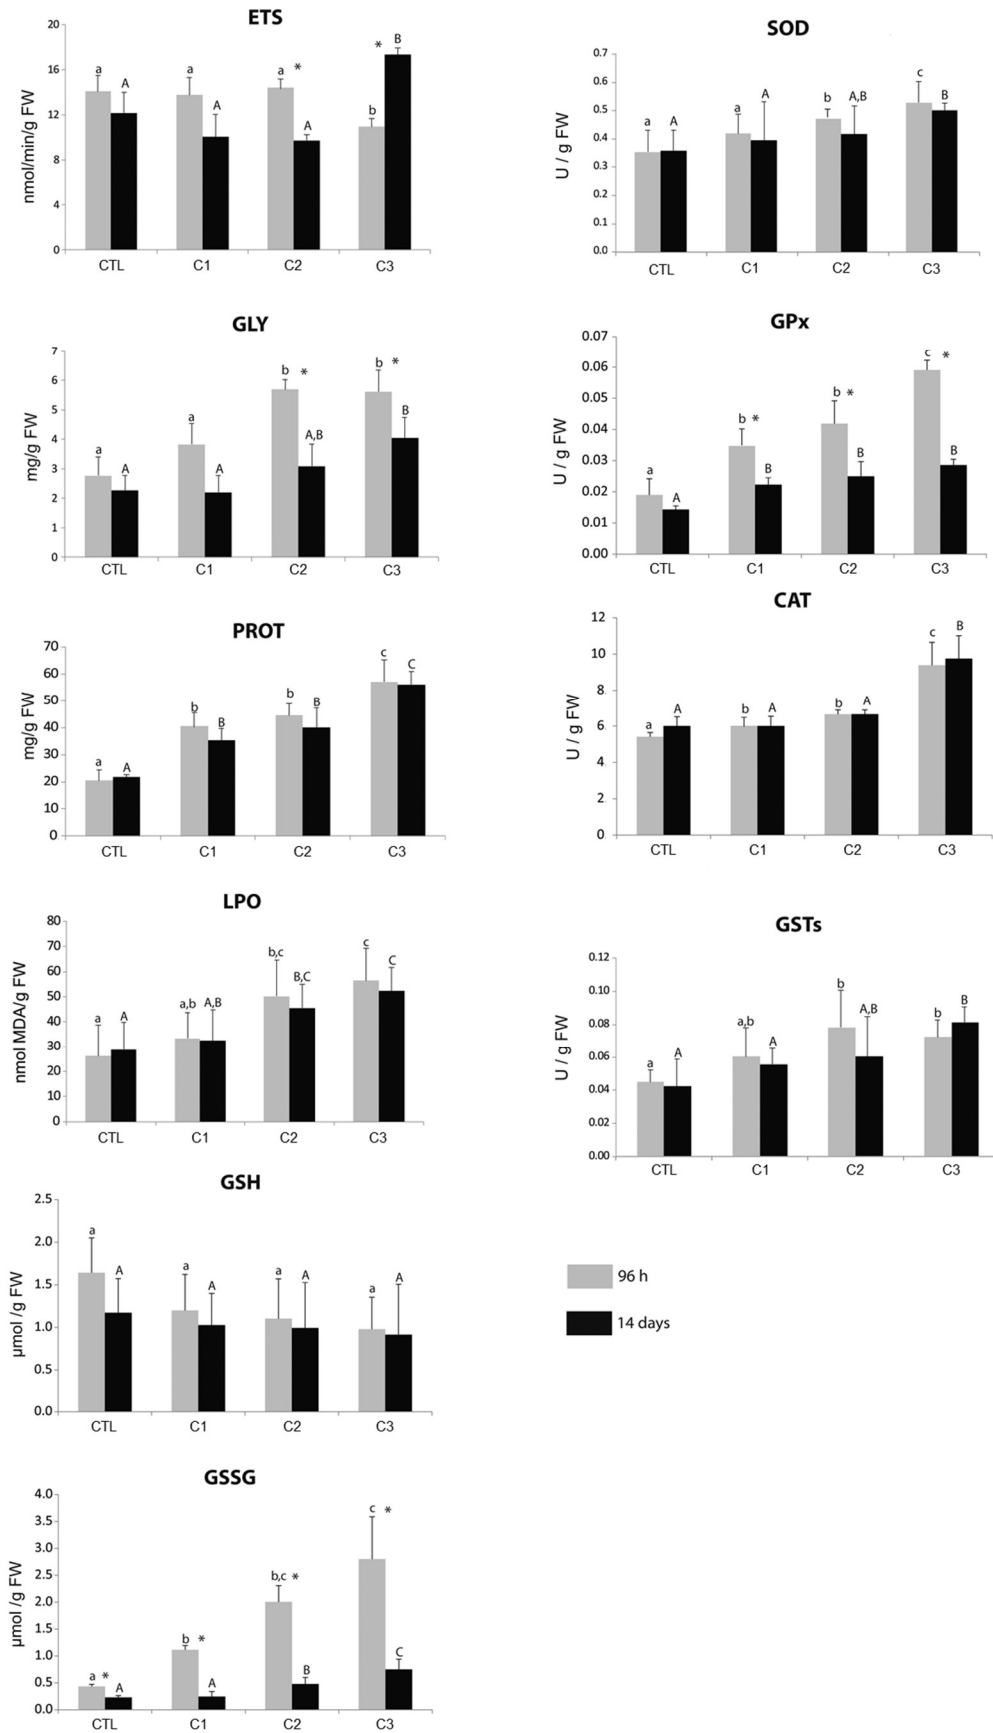 ETS
nmol/min/g FW
20
16
12
8
4
0
a A a A a * A b * B
CTL C1 C2 C3
SOD
U / g FW
0.7
0.6
0.5
0.4
0.3
0.2
0.1
0.0
a A a A b A,B c B
CTL C1 C2 C3
GLY
mg/g FW
7
6
5
4
3
2
1
0
a A a A b * A,B b * B
CTL C1 C2 C3
GPx
U / g FW
0.07
0.06
0.05
0.04
0.03
0.02
0.01
0.00
a A b * B b * B c * B
CTL C1 C2 C3
PROT
mg/g FW
70
60
50
40
30
20
10
0
a A b B b B c C
CTL C1 C2 C3
CAT
U / g FW
12
10
8
6
4
2
0
a A b A b A c B
CTL C1 C2 C3
LPO
nmol MDA/g FW
80
70
60
50
40
30
20
10
0
a A a,b A,B b,c B,C c C
CTL C1 C2 C3
GSTs
U / g FW
0.12
0.10
0.08
0.06
0.04
0.02
0.00
a A a,b A b A,B b B
CTL C1 C2 C3
GSH
µmol /g FW
2.5
2.0
1.5
1.0
0.5
0.0
a A a A a A a A
CTL C1 C2 C3
96 h
14 days
GSSG
µmol /g FW
4.0
3.5
3.0
2.5
2.0
1.5
1.0
0.5
0.0
a * A b * A b,c * B c * C
CTL C1 C2 C3